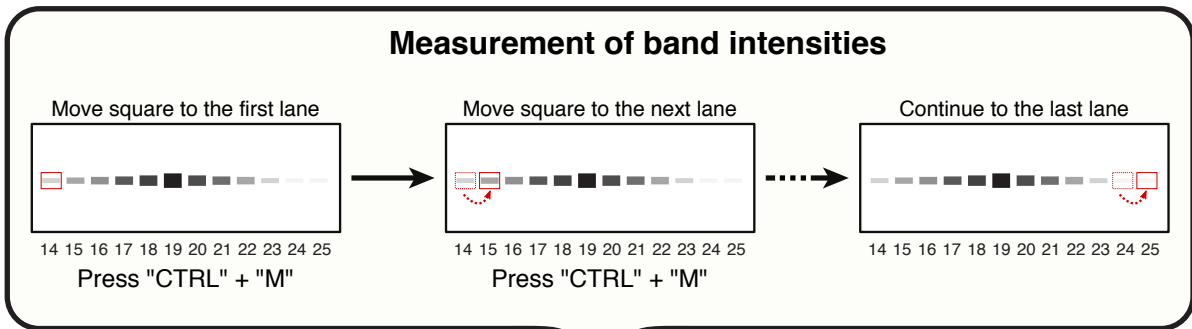 Measurement of band intensities
Move square to the first lane
14 15 16 17 18 19 20 21 22 23 24 25
Press "CTRL" + "M"
Move square to the next lane
14 15 16 17 18 19 20 21 22 23 24 25
Press "CTRL" + "M"
Continue to the last lane
14 15 16 17 18 19 20 21 22 23 24 25